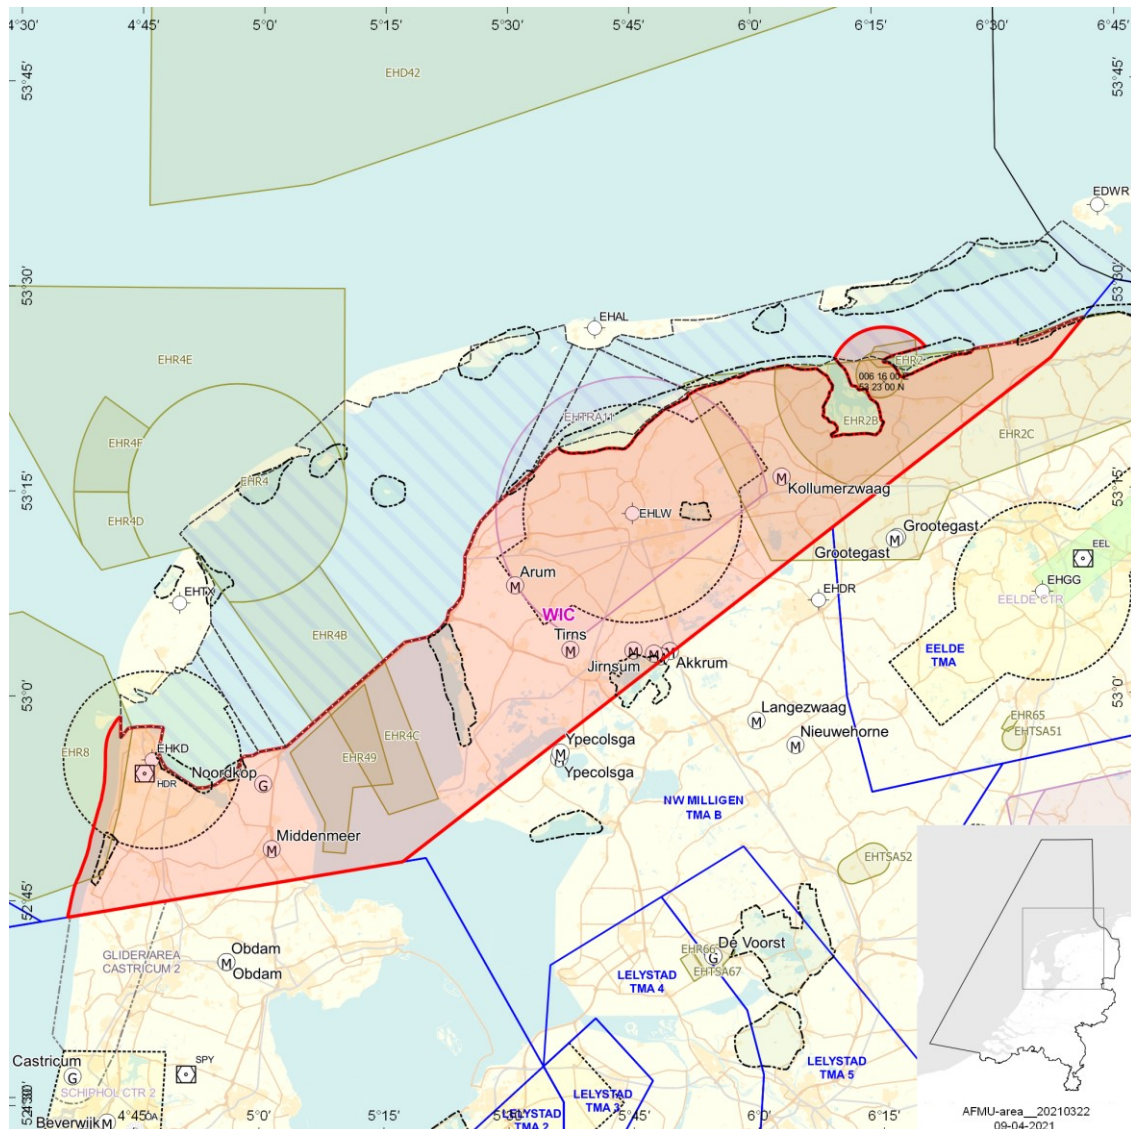 4°30'
4°45'
5°0'
5°15'
5°30'
5°45'
6°0'
6°15'
6°30'
6°45'
53°45'
53°45'
EHD42
EDWR
53°30'
53°30'
EHAL
EHR4E
EHR2
006 16 00 E
53 23 00 N
EHTRA11
EHR2B
EHR2C
EHR4F
EHR4
53°15'
53°15'
Kollumerzwaag
EHR4D
EHLW
Grootegast
Grootegast
EEL
Arum
EHTX
EHDR
EHGG
EELDE CTR
WIC
EHR4B
Tirns
Jirnsum
Akkrum
EELDE
TMA
53°0'
53°0'
Langezwaag
EHR65
EHTSA51
EHR8
EHKD
EHR4C
Nieuwehorne
EHR49
Ypecolsga
Ypecolsga
HDR
Noordkop
NW MILLIGEN
TMA B
Middenmeer
EHTSA52
52°45'
Obdam
Obdam
GLIDER AREA
CASTRICUM 2
EHR66
De Voorst
EHTSA67
LELYSTAD
TMA 4
Castricum
SPY
SCHIPHOL CTR 2
LELYSTAD
TMA 5
LELYSTAD
TMA 3
LELYSTAD
TMA 2
Beverwijk
4°45'
5°0'
5°15'
5°30'
5°45'
6°0'
6°15'
AFMU-area__20210322
09-04-2021